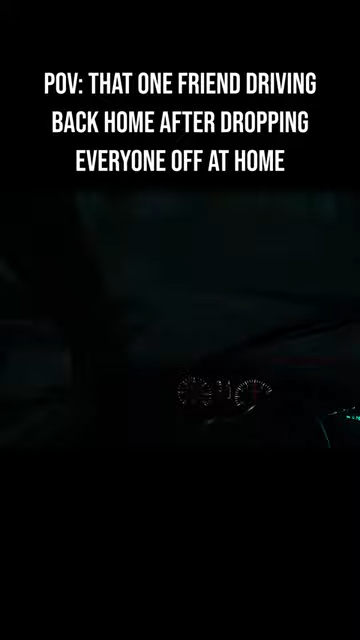 POV: THAT ONE FRIEND DRIVING
BACK HOME AFTER DROPPING
EVERYONE OFF AT HOME